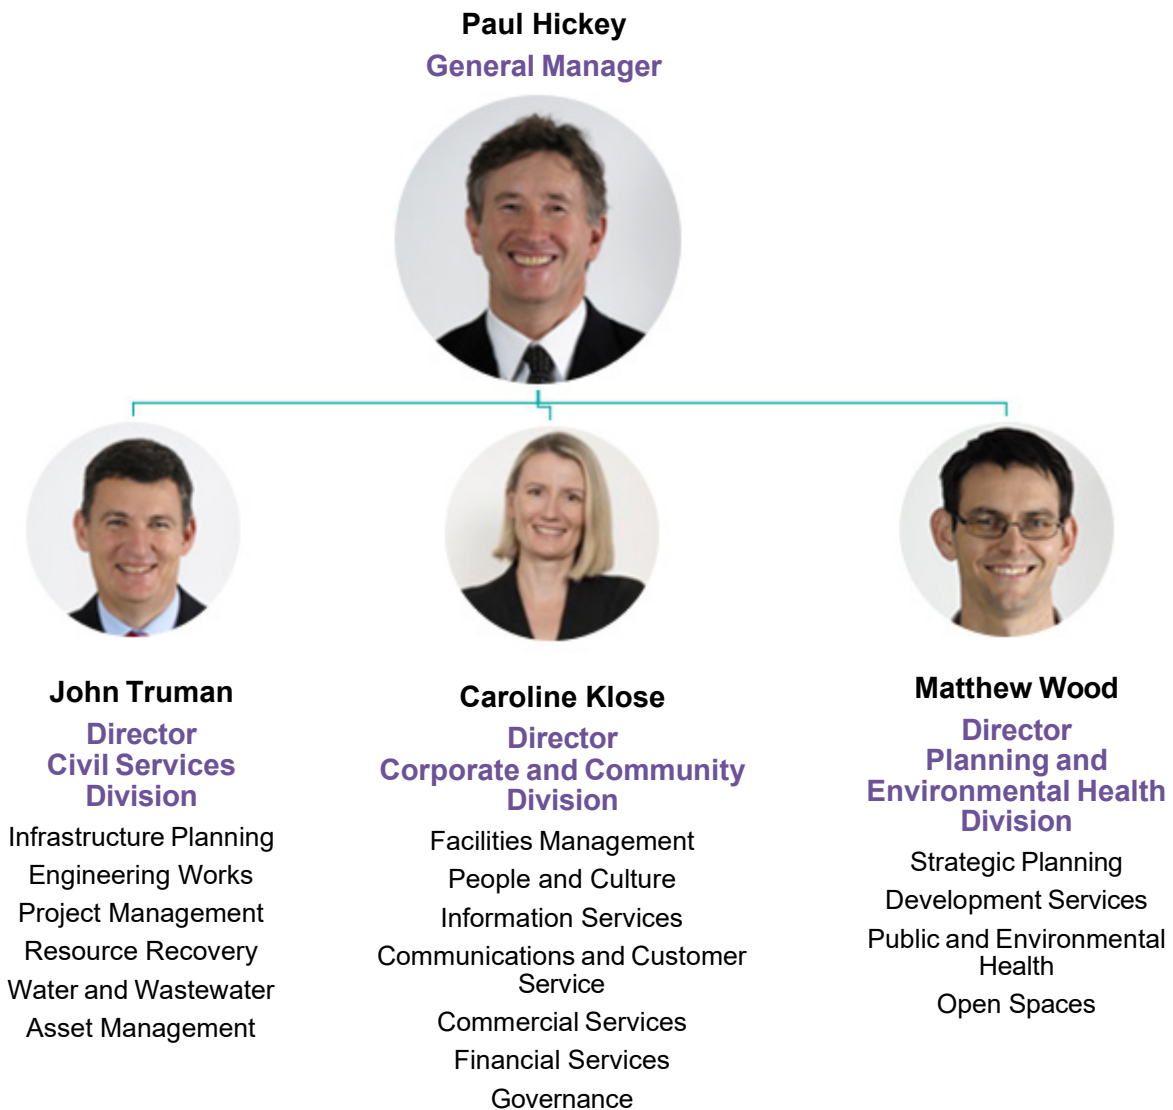 Paul Hickey
General Manager
John Truman
Director
Civil Services
Division
Infrastructure Planning
Engineering Works
Project Management
Resource Recovery
Water and Wastewater
Asset Management
Caroline Klose
Director
Corporate and Community
Division
Facilities Management
People and Culture
Information Services
Communications and Customer
Service
Commercial Services
Financial Services
Governance
Matthew Wood
Director
Planning and
Environmental Health
Division
Strategic Planning
Development Services
Public and Environmental
Health
Open Spaces